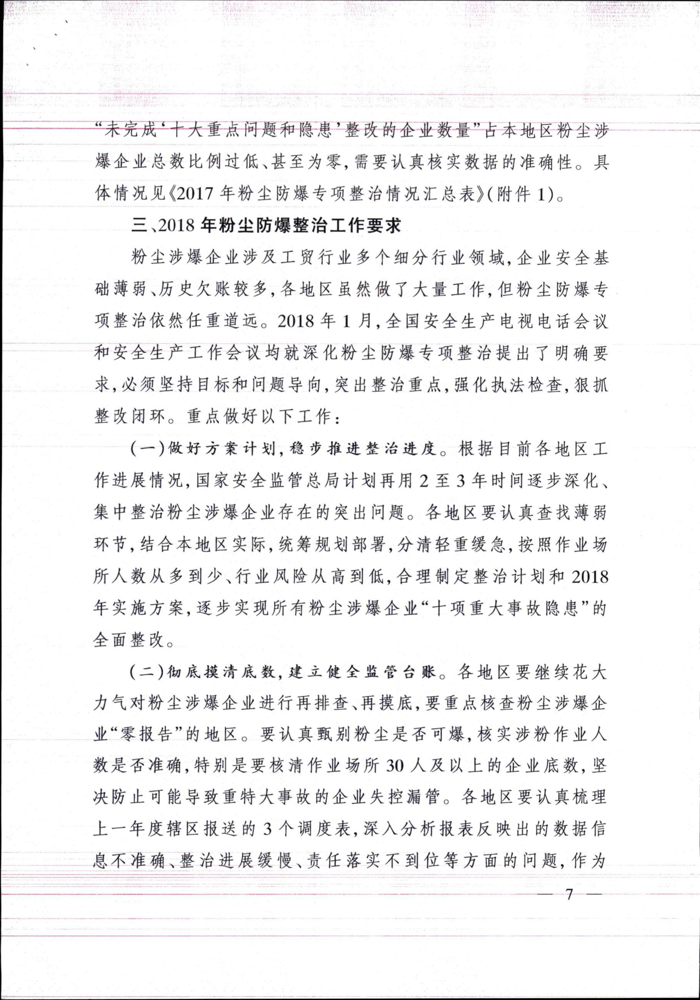 “未完成‘十大重点问题和隐患’整改的企业数量”占本地区粉尘涉
爆企业总数比例过低、甚至为零,需要认真核实数据的准确性。具
体情况见《2017 年粉尘防爆专项整治情况汇总表》(附件 1)。
三、2018 年粉尘防爆整治工作要求
粉尘涉爆企业涉及工贸行业多个细分行业领域,企业安全基
础薄弱、历史欠账较多,各地区虽然做了大量工作,但粉尘防爆专
项整治依然任重道远。2018 年 1 月,全国安全生产电视电话会议
和安全生产工作会议均就深化粉尘防爆专项整治提出了明确要
求,必须坚持目标和问题导向,突出整治重点,强化执法检查,狠抓
整改闭环。重点做好以下工作:
(一)做好方案计划,稳步推进整治进度。根据目前各地区工
作进展情况,国家安全监管总局计划再用 2 至 3 年时间逐步深化、
集中整治粉尘涉爆企业存在的突出问题。各地区要认真查找薄弱
环节,结合本地区实际,统筹规划部署,分清轻重缓急,按照作业场
所人数从多到少、行业风险从高到低,合理制定整治计划和 2018
年实施方案,逐步实现所有粉尘涉爆企业“十项重大事故隐患”的
全面整改。
(二)彻底摸清底数,建立健全监管台账。各地区要继续花大
力气对粉尘涉爆企业进行再排查、再摸底,要重点核查粉尘涉爆企
业“零报告”的地区。要认真甄别粉尘是否可爆,核实涉粉作业人
数是否准确,特别是要核清作业场所 30 人及以上的企业底数,坚
决防止可能导致重特大事故的企业失控漏管。各地区要认真梳理
上一年度辖区报送的 3 个调度表,深入分析报表反映出的数据信
息不准确、整治进展缓慢、责任落实不到位等方面的问题,作为
— 7 —